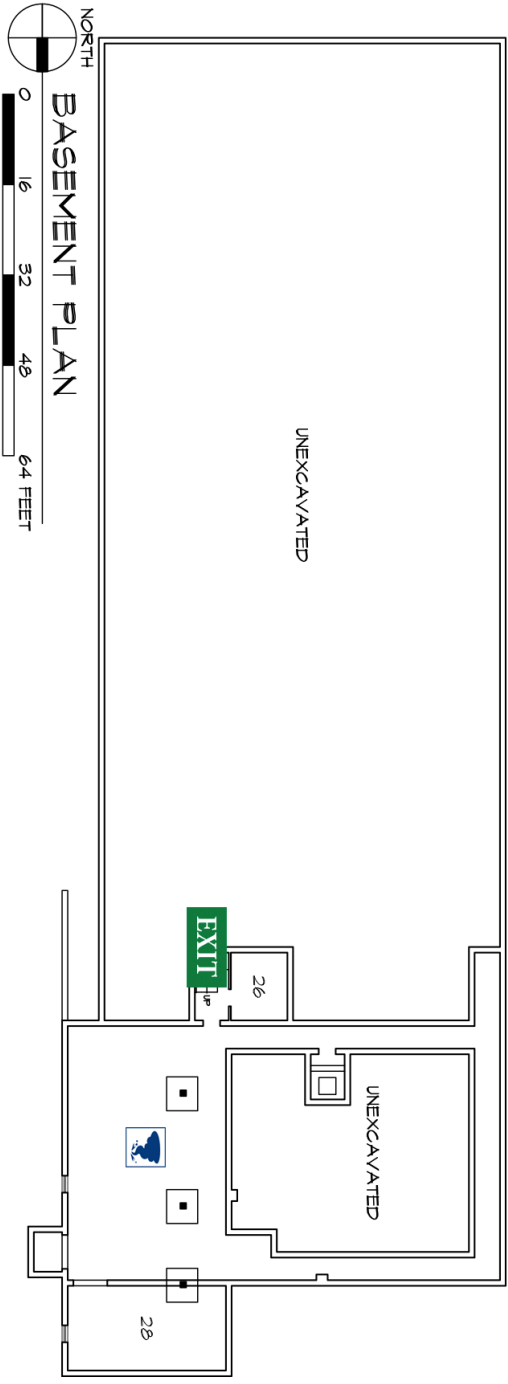 NORTH
BASEMENT PLAN
0 16 32 48 64 FEET
UNEXCAVATED
EXIT
UP
26
UNEXCAVATED
28